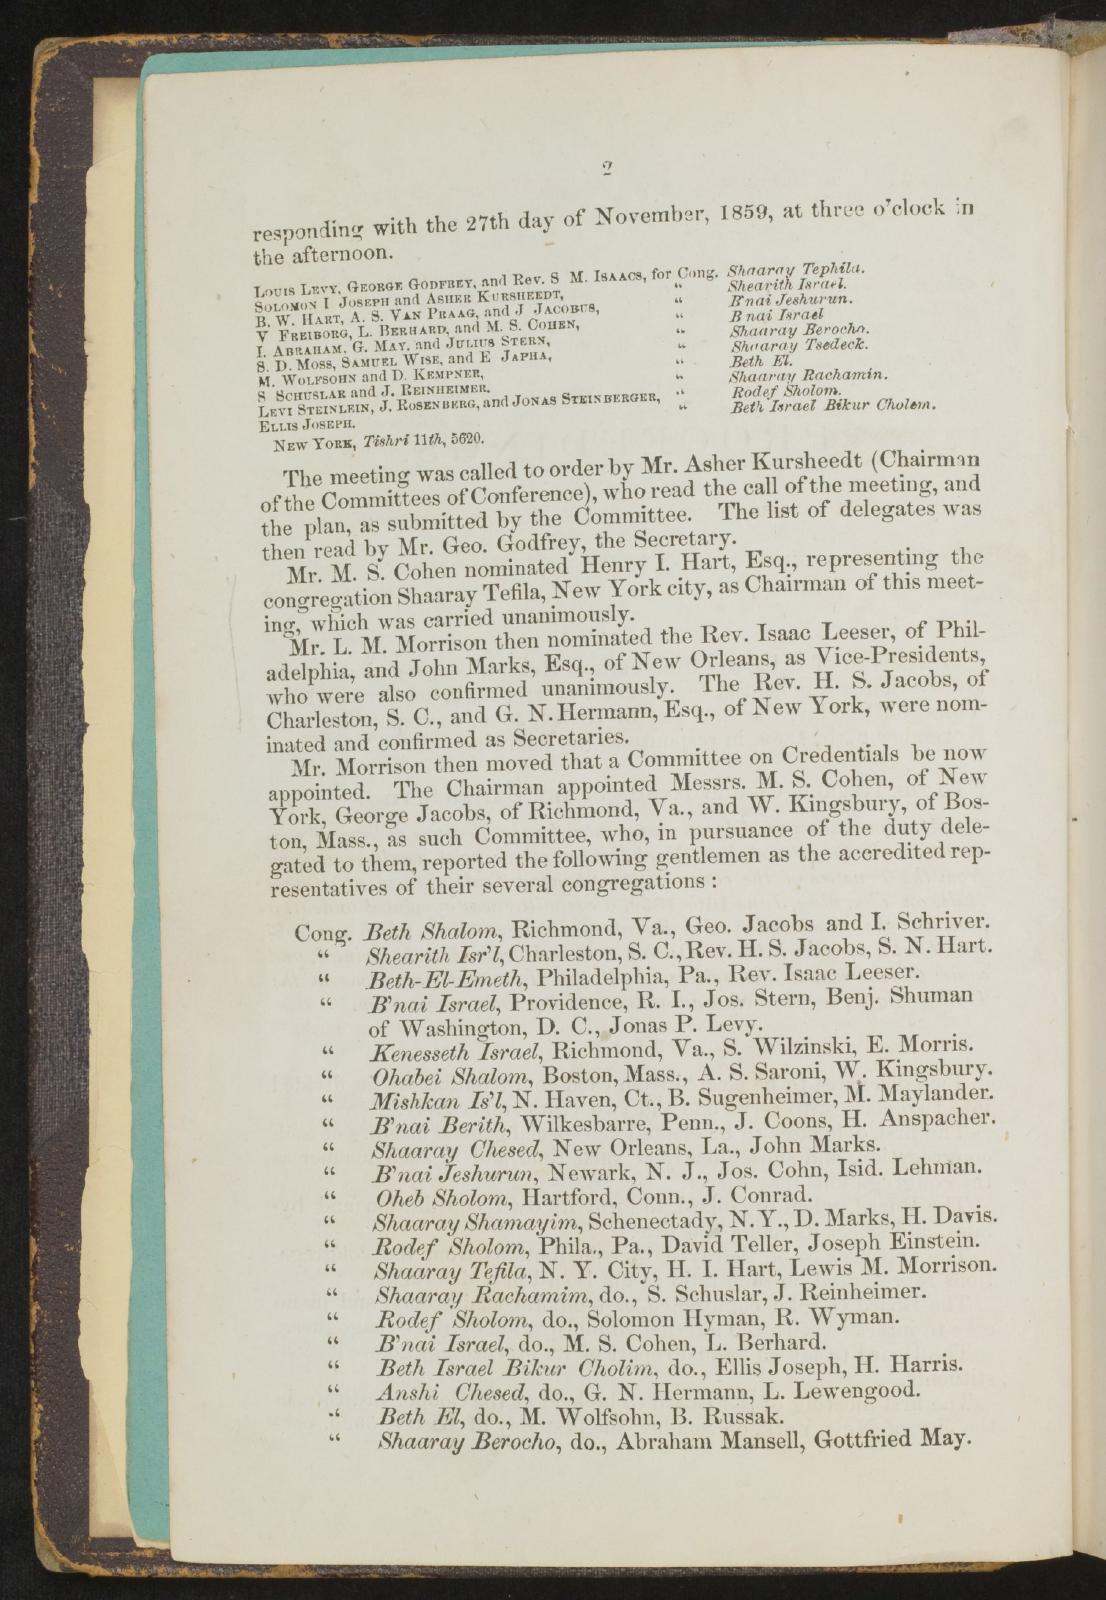 2
responding with the 27th day of November, 1859, at three o'clock in
the afternoon.
Louis Levy, George Godfrey, and Rev. S M. Isaacs, for Cong. Shaaray Tephila.
Solomon I Joseph and Asher Kursheedt, " Shearith Israel.
B. W. Hart, A. S. Van Praag, and J Jacobus, " B'nai Jeshurun.
V Freiborg, L. Berhard, and M. S. Cohen, " B nai Israel
I. Abraham, G. May, and Julius Stern, " Shaaray Berocho.
S. D. Moss, Samuel Wise, and E Japha, " Shaaray Tsedeck.
M. Wolfsohn and D. Kempner, " Beth El.
S Schuslar and J. Reinheimer, " Shaaray Rachamin.
Levi Steinlein, J. Rosenberg, and Jonas Steinberger, " Rodef Sholom.
Ellis Joseph. " Beth Israel Bikur Cholem.
New York, Tishri 11th, 5620.
The meeting was called to order by Mr. Asher Kursheedt (Chairman
of the Committees of Conference), who read the call of the meeting, and
the plan, as submitted by the Committee. The list of delegates was
then read by Mr. Geo. Godfrey, the Secretary.
Mr. M. S. Cohen nominated Henry I. Hart, Esq., representing the
congregation Shaaray Tefila, New York city, as Chairman of this meet-
ing, which was carried unanimously.
Mr. L. M. Morrison then nominated the Rev. Isaac Leeser, of Phil-
adelphia, and John Marks, Esq., of New Orleans, as Vice-Presidents,
who were also confirmed unanimously. The Rev. H. S. Jacobs, of
Charleston, S. C., and G. N. Hermann, Esq., of New York, were nom-
inated and confirmed as Secretaries.
Mr. Morrison then moved that a Committee on Credentials be now
appointed. The Chairman appointed Messrs. M. S. Cohen, of New
York, George Jacobs, of Richmond, Va., and W. Kingsbury, of Bos-
ton, Mass., as such Committee, who, in pursuance of the duty dele-
gated to them, reported the following gentlemen as the accredited rep-
resentatives of their several congregations :
Cong. Beth Shalom, Richmond, Va., Geo. Jacobs and I. Schriver.
" Shearith Isr'l, Charleston, S. C., Rev. H. S. Jacobs, S. N. Hart.
" Beth-El-Emeth, Philadelphia, Pa., Rev. Isaac Leeser.
" B'nai Israel, Providence, R. I., Jos. Stern, Benj. Shuman
of Washington, D. C., Jonas P. Levy.
" Kenesseth Israel, Richmond, Va., S. Wilzinski, E. Morris.
" Ohabei Shalom, Boston, Mass., A. S. Saroni, W. Kingsbury.
" Mishkan Is'l, N. Haven, Ct., B. Sugenheimer, M. Maylander.
" B'nai Berith, Wilkesbarre, Penn., J. Coons, H. Anspacher.
" Shaaray Chesed, New Orleans, La., John Marks.
" B'nai Jeshurun, Newark, N. J., Jos. Cohn, Isid. Lehman.
" Oheb Sholom, Hartford, Conn., J. Conrad.
" Shaaray Shamayim, Schenectady, N. Y., D. Marks, H. Davis.
" Rodef Sholom, Phila., Pa., David Teller, Joseph Einstein.
" Shaaray Tefila, N. Y. City, H. I. Hart, Lewis M. Morrison.
" Shaaray Rachamim, do., S. Schuslar, J. Reinheimer.
" Rodef Sholom, do., Solomon Hyman, R. Wyman.
" B'nai Israel, do., M. S. Cohen, L. Berhard.
" Beth Israel Bikur Cholim, do., Ellis Joseph, H. Harris.
" Anshi Chesed, do., G. N. Hermann, L. Lewengood.
" Beth El, do., M. Wolfsohn, B. Russak.
" Shaaray Berocho, do., Abraham Mansell, Gottfried May.